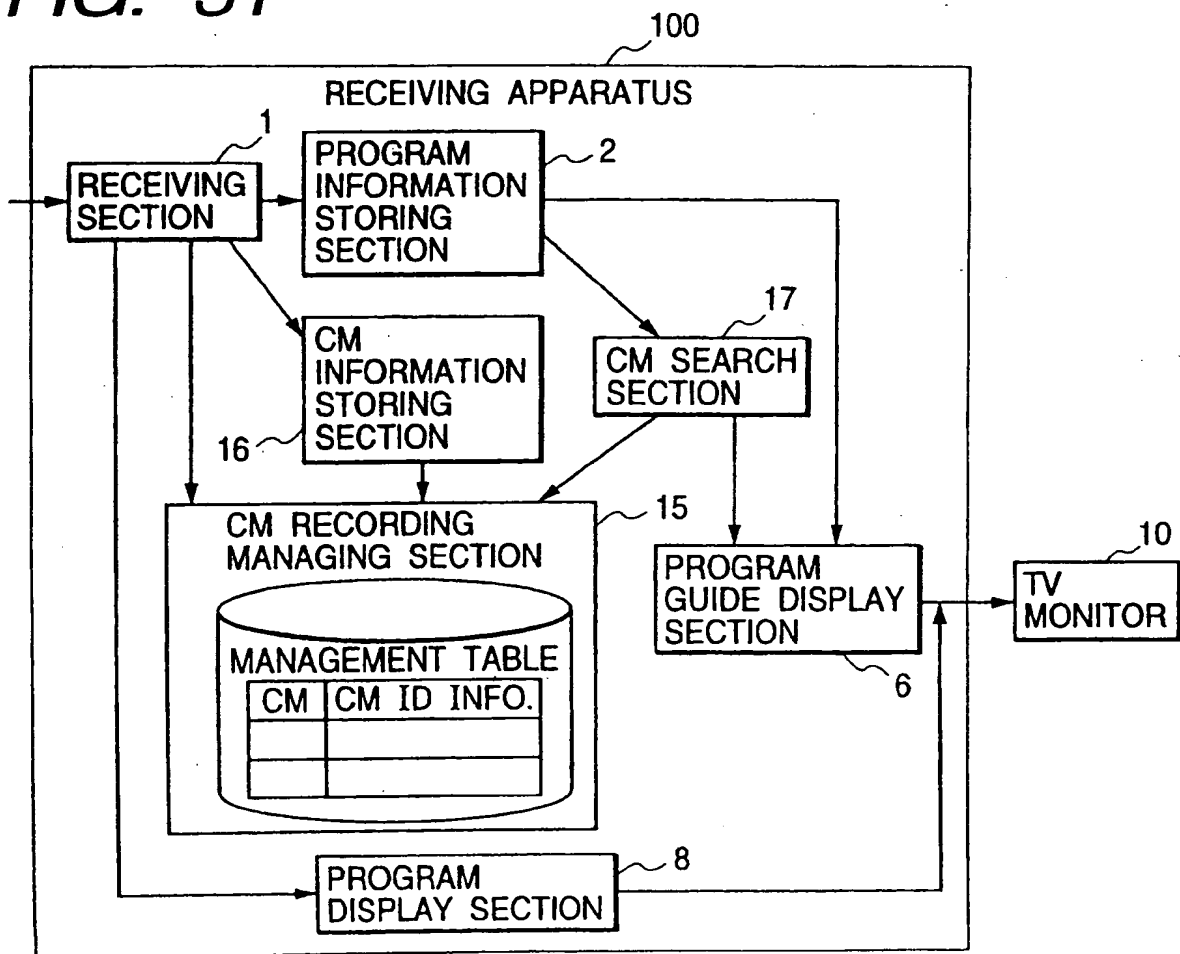 100
RECEIVING APPARATUS
1
RECEIVING
SECTION
PROGRAM
INFORMATION
STORING
SECTION
2
17
CM
INFORMATION
STORING
SECTION
16
CM SEARCH
SECTION
CM RECORDING
MANAGING SECTION
15
MANAGEMENT TABLE
CM CM ID INFO.
PROGRAM
GUIDE DISPLAY
SECTION
6
10
TV
MONITOR
PROGRAM
DISPLAY SECTION
8